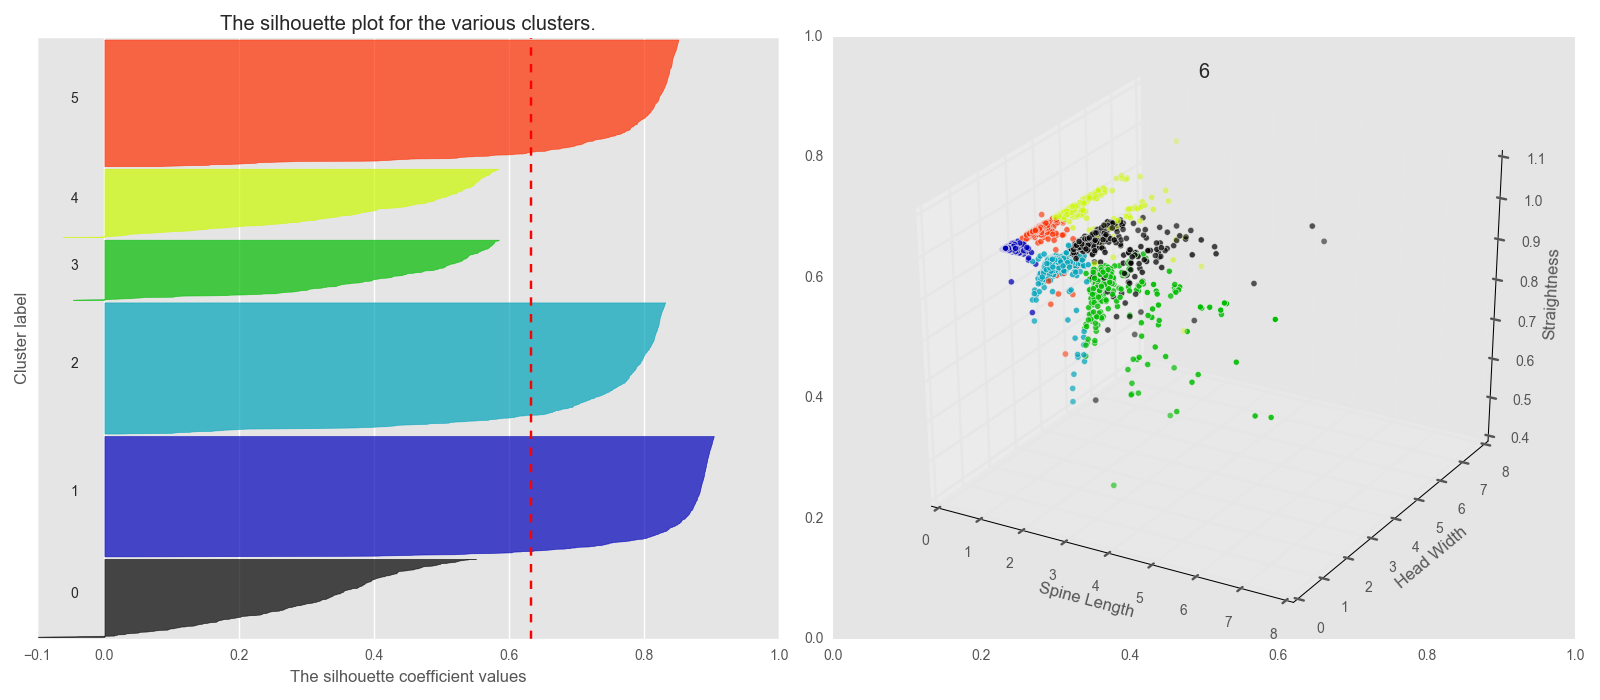 The silhouette plot for the various clusters.
Cluster label
5
4
3
2
1
0
−0.1 0.0 0.2 0.4 0.6 0.8 1.0
The silhouette coefficient values
6
1.0
0.8
0.6
0.4
0.2
0.0
0.0 0.2 0.4 0.6 0.8 1.0
0 1 2 3 4 5 6 7 8
Spine Length
0 1 2 3 4 5 6 7 8
Head Width
1.1
1.0
0.9
0.8
0.7
0.6
0.5
0.4
Straightness